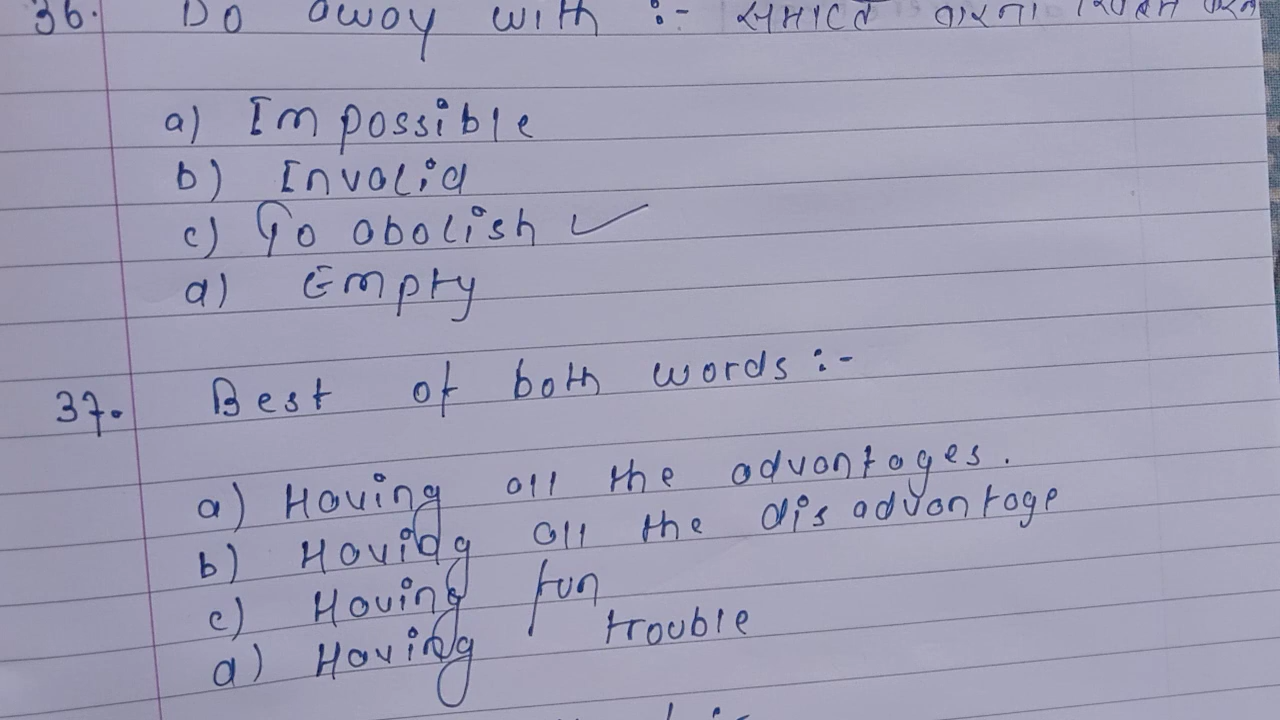 36. Do away with :- समाप्त करना
a) Impossible
b) Invalid
c) To abolish ✓
d) Empty
37. Best of both words :-
a) Having all the advantages.
b) Having all the disadvantage
c) Having fun
d) Having trouble